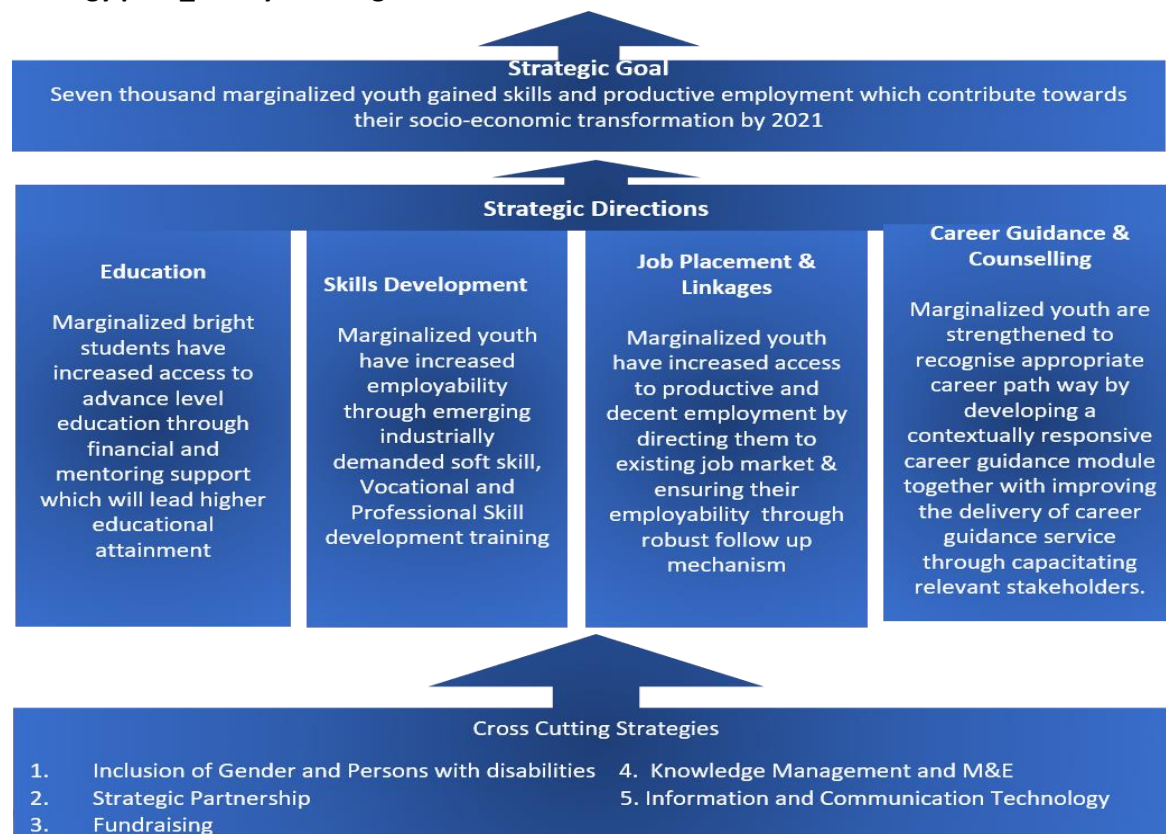 Strategic Goal
Seven thousand marginalized youth gained skills and productive employment which contribute towards
their socio-economic transformation by 2021
Strategic Directions
Education
Marginalized bright
students have
increased access to
advance level
education through
financial and
mentoring support
which will lead higher
educational
attainment
Skills Development
Marginalized youth
have increased
employability
through emerging
industrially
demanded soft skill,
Vocational and
Professional Skill
development training
Job Placement &
Linkages
Marginalized youth
have increased access
to productive and
decent employment by
directing them to
existing job market &
ensuring their
employability through
robust follow up
mechanism
Career Guidance &
Counselling
Marginalized youth are
strengthened to
recognise appropriate
career path way by
developing a
contextually responsive
career guidance module
together with improving
the delivery of career
guidance service
through capacitating
relevant stakeholders.
Cross Cutting Strategies
1. Inclusion of Gender and Persons with disabilities
2. Strategic Partnership
3. Fundraising
4. Knowledge Management and M&E
5. Information and Communication Technology